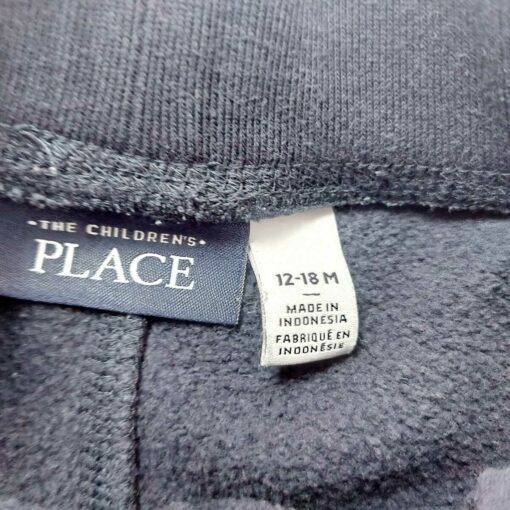 •THE CHILDREN'S•
PLACE
12-18 M
MADE IN
INDONESIA
FABRIQUÉ EN
INDONÉSIE